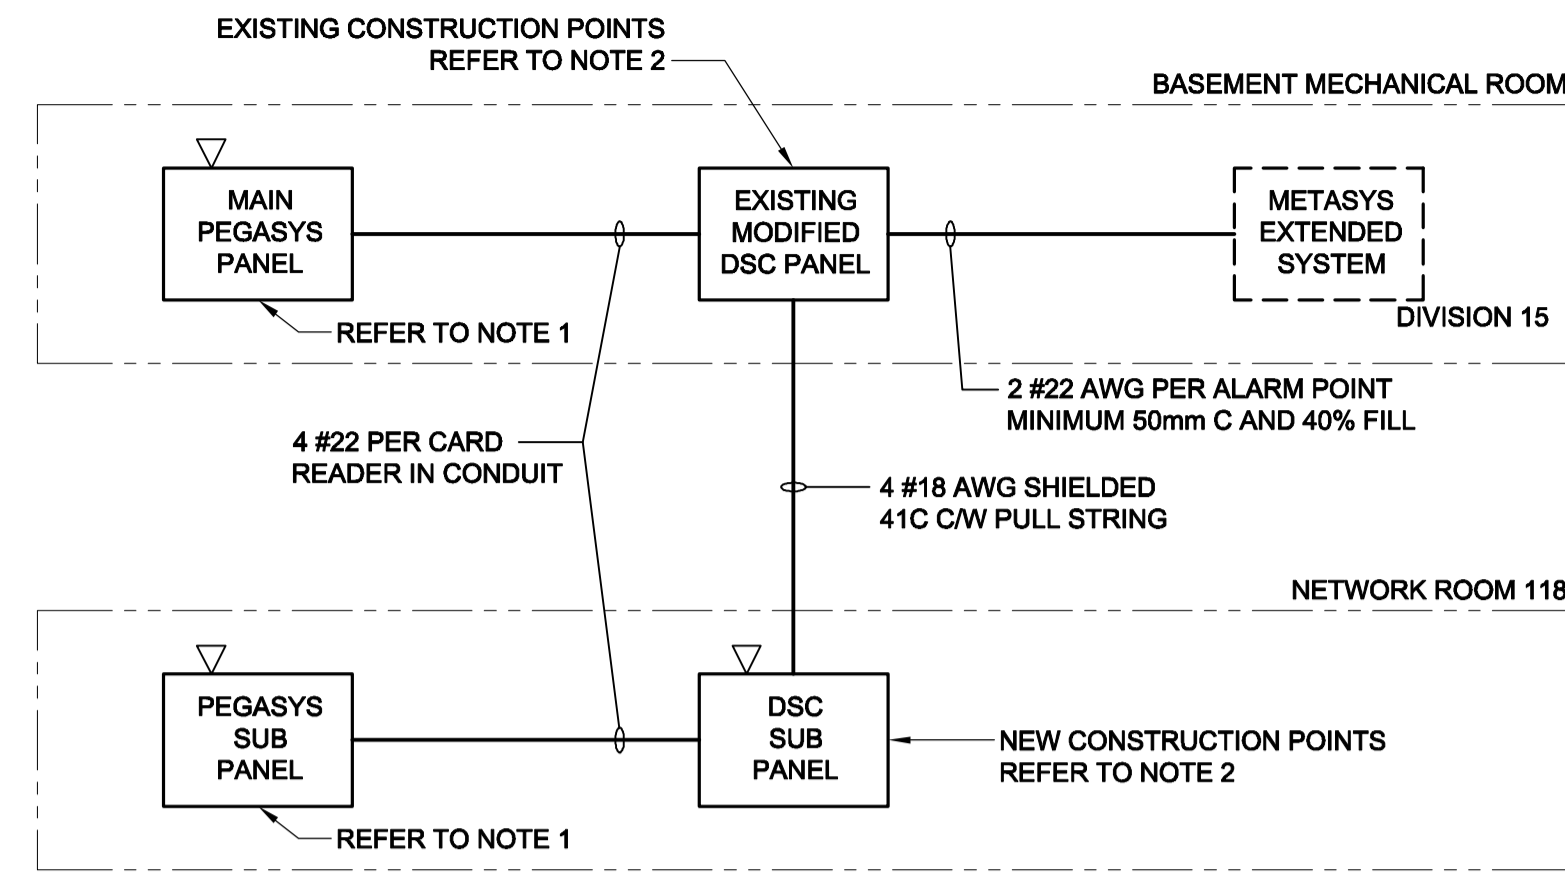 EXISTING CONSTRUCTION POINTS
REFER TO NOTE 2
BASEMENT MECHANICAL ROOM
MAIN
PEGASYS
PANEL
EXISTING
MODIFIED
DSC PANEL
METASYS
EXTENDED
SYSTEM
DIVISION 15
REFER TO NOTE 1
2 #22 AWG PER ALARM POINT
MINIMUM 50mm C AND 40% FILL
4 #22 PER CARD
READER IN CONDUIT
4 #18 AWG SHIELDED
41C C/W PULL STRING
NETWORK ROOM 118
PEGASYS
SUB
PANEL
DSC
SUB
PANEL
NEW CONSTRUCTION POINTS
REFER TO NOTE 2
REFER TO NOTE 1